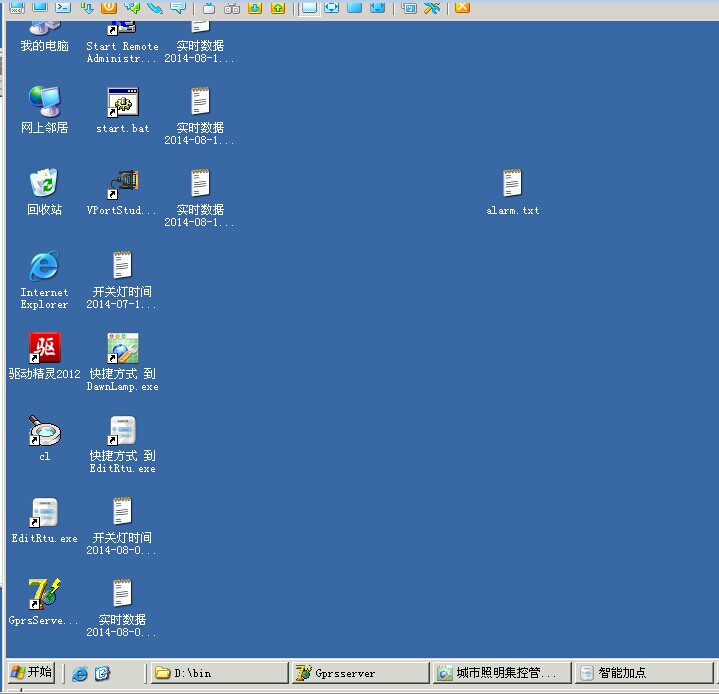 我的电脑
Start Remote
Administr...
实时数据
2014-08-1...
网上邻居
start.bat
实时数据
2014-08-1...
回收站
VPortStud...
实时数据
2014-08-1...
alarm.txt
Internet
Explorer
开关灯时间
2014-07-1...
驱
驱动精灵2012
快捷方式 到
DawnLamp.exe
cl
快捷方式 到
EditRtu.exe
EditRtu.exe
开关灯时间
2014-08-0...
7
GprsServe...
实时数据
2014-08-0...
开始
D:\bin
Gprsserver
城市照明集控管...
智能加点